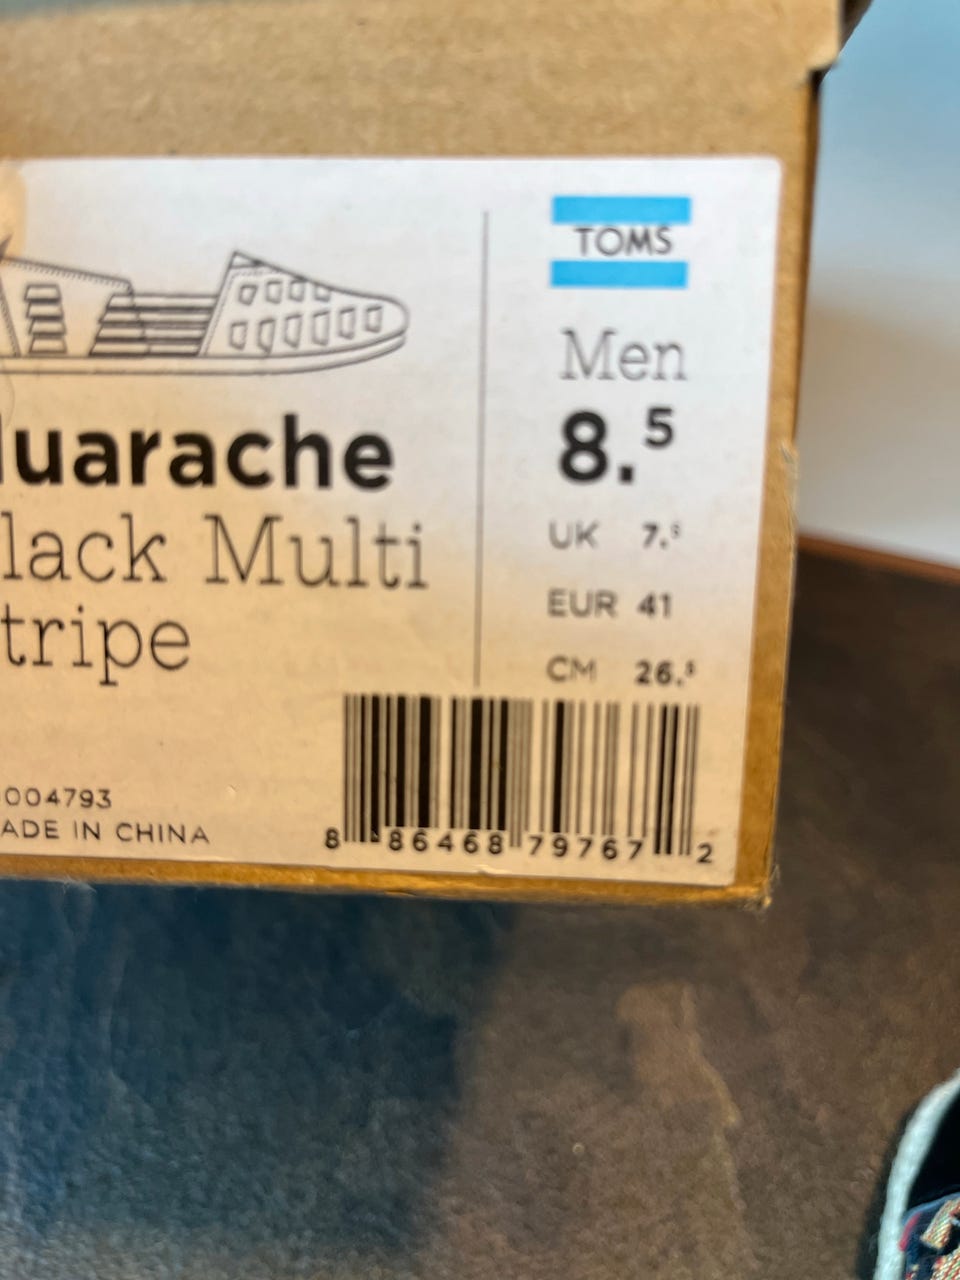 TOMS
Men
8.5
UK 7.5
EUR 41
CM 26.5
uarache
lack Multi
tripe
004793
ADE IN CHINA
8 86468 79767 2